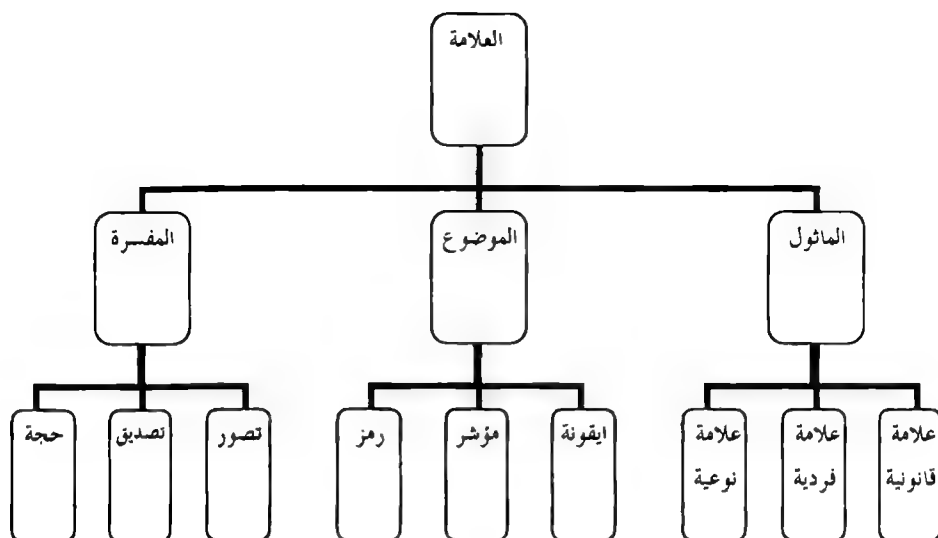 العلامة
الماثول
الموضوع
المفسرة
علامة
قانونية
علامة
فردية
علامة
نوعية
ايقونة
مؤشر
رمز
تصور
تصديق
حجة